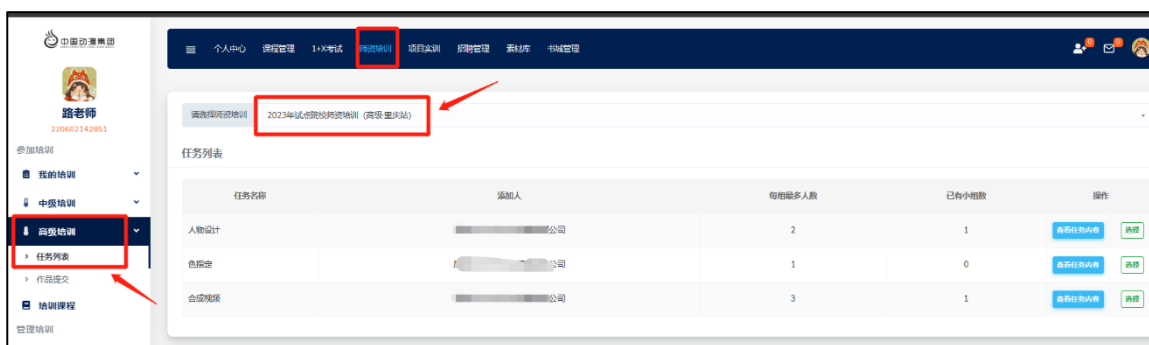 中国动漫集团
个人中心 课程管理 1+X考试 师资培训 项目实训 招聘管理 素材库 书城管理
0 0
路老师
220602142851
请选择师资培训 2023年试点院校师资培训（高级·重庆站）
参加培训
任务列表
我的培训
中级培训
高级培训
任务列表
作品提交
培训课程
管理培训
任务名称 添加人 每组最多人数 已有小组数 操作
人物设计 公司 2 1 查看任务内容 选择
色指定 公司 1 0 查看任务内容 选择
合成视频 公司 3 1 查看任务内容 选择